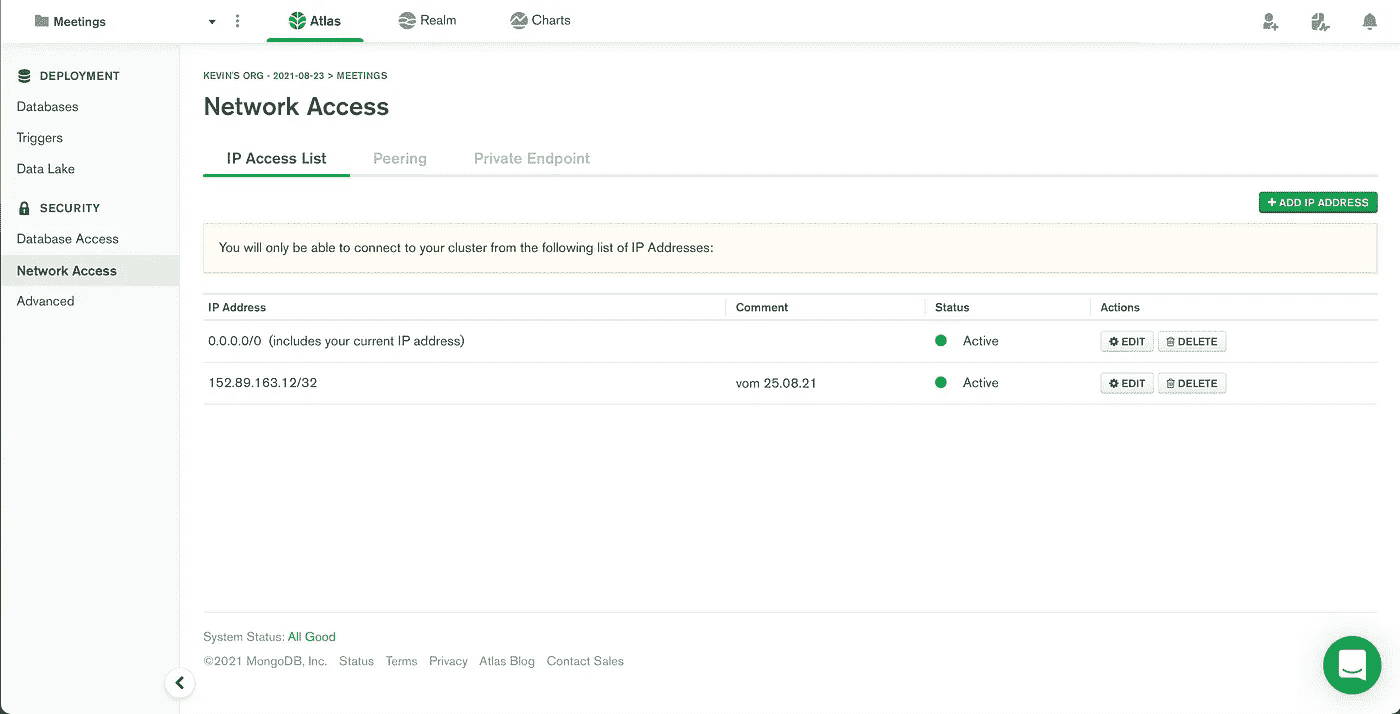 Meetings
Atlas
Realm
Charts
DEPLOYMENT
Databases
Triggers
Data Lake
SECURITY
Database Access
Network Access
Advanced
KEVIN'S ORG - 2021-08-23 > MEETINGS
Network Access
IP Access List Peering Private Endpoint
+ ADD IP ADDRESS
You will only be able to connect to your cluster from the following list of IP Addresses:
IP Address Comment Status Actions
0.0.0.0/0 (includes your current IP address) Active EDIT DELETE
152.89.163.12/32 vom 25.08.21 Active EDIT DELETE
System Status: All Good
©2021 MongoDB, Inc. Status Terms Privacy Atlas Blog Contact Sales